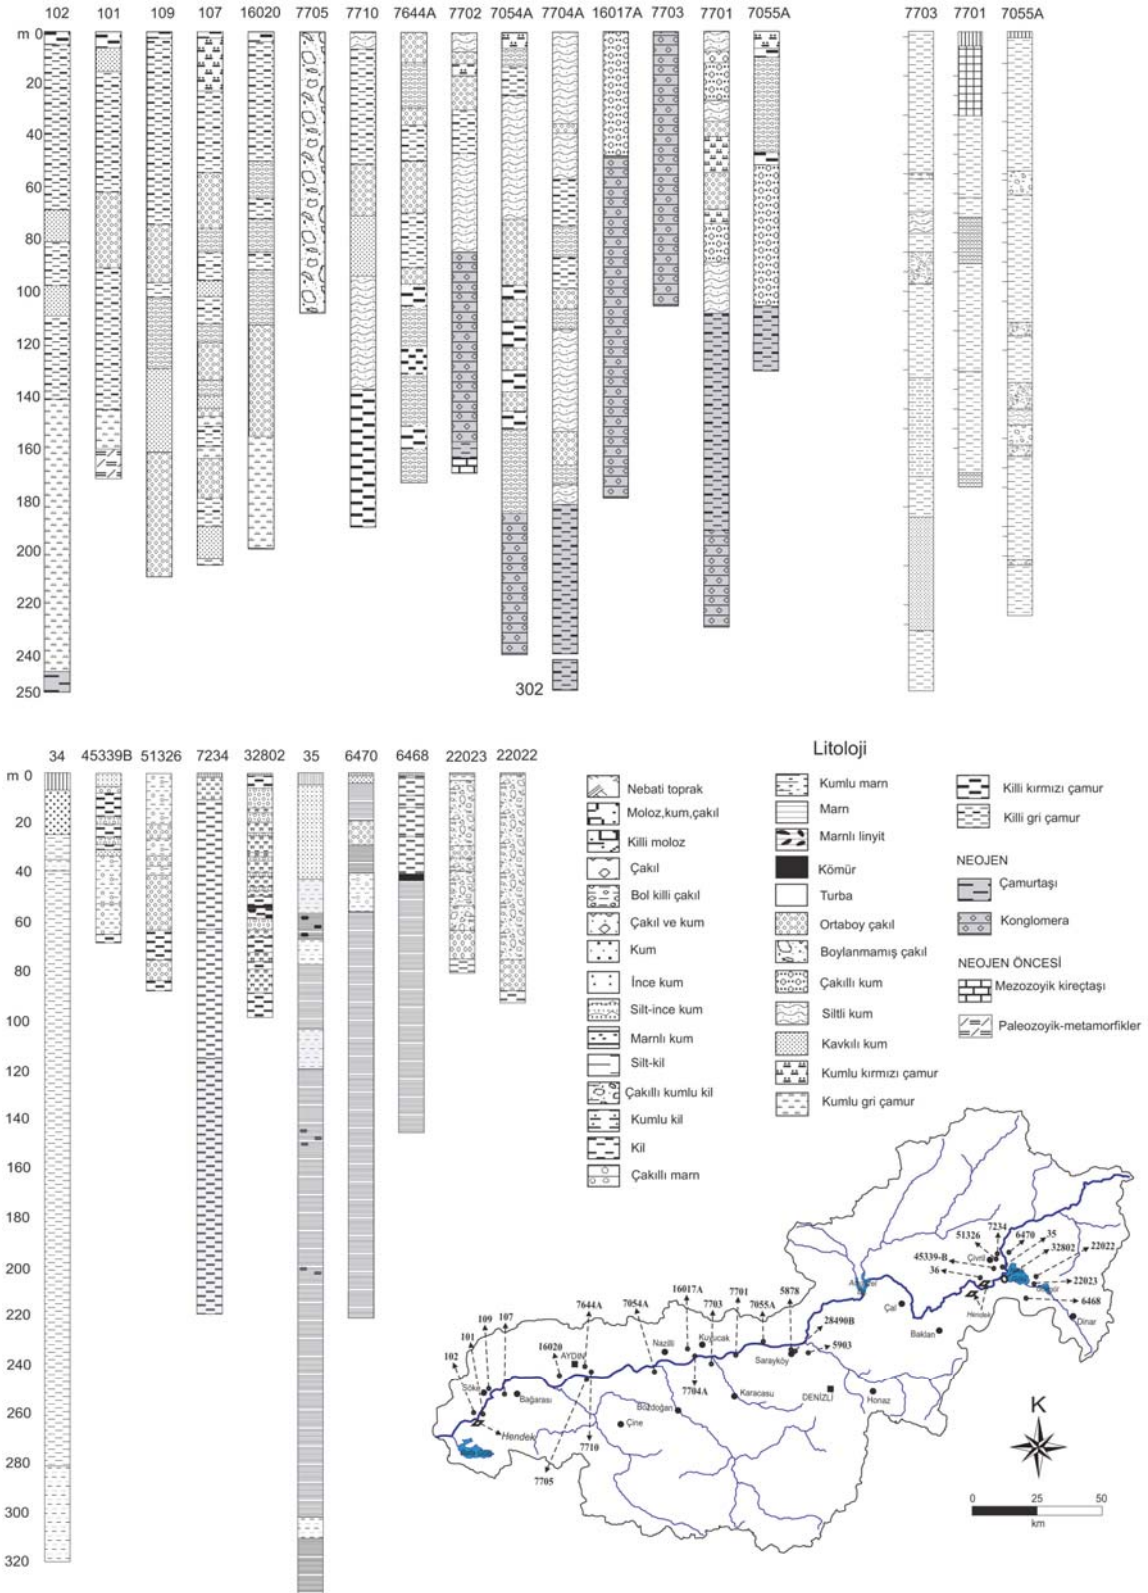 102 101 109 107 16020 7705 7710 7644A 7702 7054A 7704A 16017A 7703 7701 7055A 7703 7701 7055A
m 0
20
40
60
80
100
120
140
160
180
200
220
240
250
302
34 45339B 51326 7234 32802 35 6470 6468 22023 22022
m 0
20
40
60
80
100
120
140
160
180
200
220
240
260
280
300
320
Litoloji
Nebati toprak
Moloz,kum,çakıl
Killi moloz
Çakıl
Bol killi çakıl
Çakıl ve kum
Kum
İnce kum
Silt-ince kum
Marnlı kum
Silt-kil
Çakıllı kumlu kil
Kumlu kil
Kil
Çakıllı marn
Kumlu marn
Marn
Marnlı linyit
Kömür
Turba
Ortaboy çakıl
Boylanmamış çakıl
Çakıllı kum
Siltli kum
Kavkılı kum
Kumlu kırmızı çamur
Kumlu gri çamur
Killi kırmızı çamur
Killi gri çamur
NEOJEN
Çamurtaşı
Konglomera
NEOJEN ÖNCESİ
Mezozoyik kireçtaşı
Paleozoyik-metamorfikler
7234
51326
6470
35
32802
22022
45339-B
Çivril
36
22023
6468
Hendek
Dinar
Çal
Baklan
5878
28490B
5903
16017A
7703
7701
7055A
7644A
7054A
Nazilli
Kuyucak
Sarayköy
107
109
101
102
16020
AYDIN
Söke
Bağarası
7704A
Karacasu
DENİZLİ
Honaz
Bozdoğan
Çine
Hendek
7710
7705
K
0 25 50
km